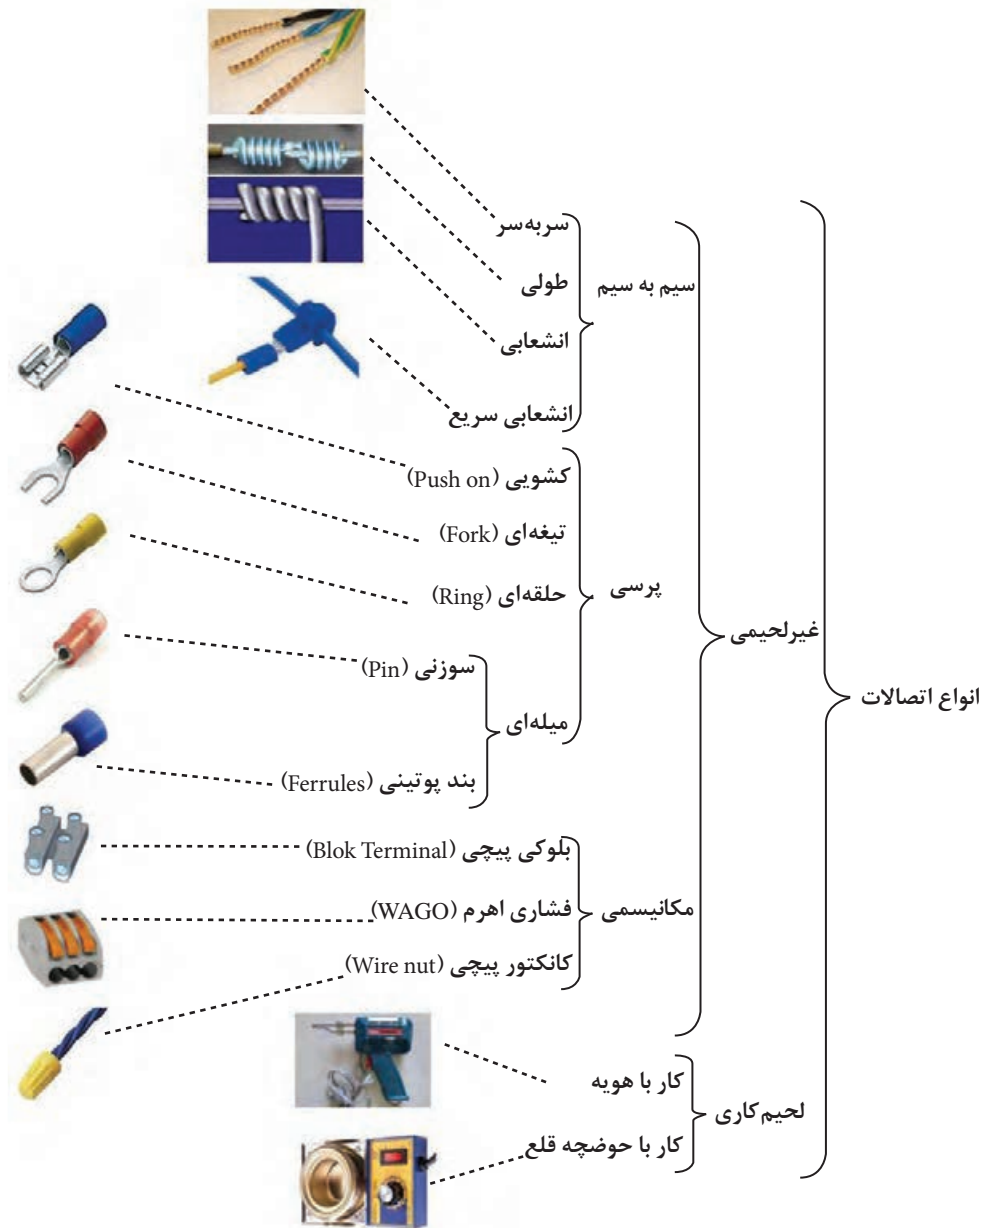 انواع اتصالات
غیرلحیمی
سیم به سیم
سربه‌سر
طولی
انشعابی
انشعابی سریع
پرسی
کشویی (Push on)
تیغه‌ای (Fork)
حلقه‌ای (Ring)
میله‌ای
سوزنی (Pin)
بند پوتینی (Ferrules)
مکانیسمی
بلوکی پیچی (Blok Terminal)
فشاری اهرم (WAGO)
کانکتور پیچی (Wire nut)
لحیم‌کاری
کار با هویه
کار با حوضچه قلع